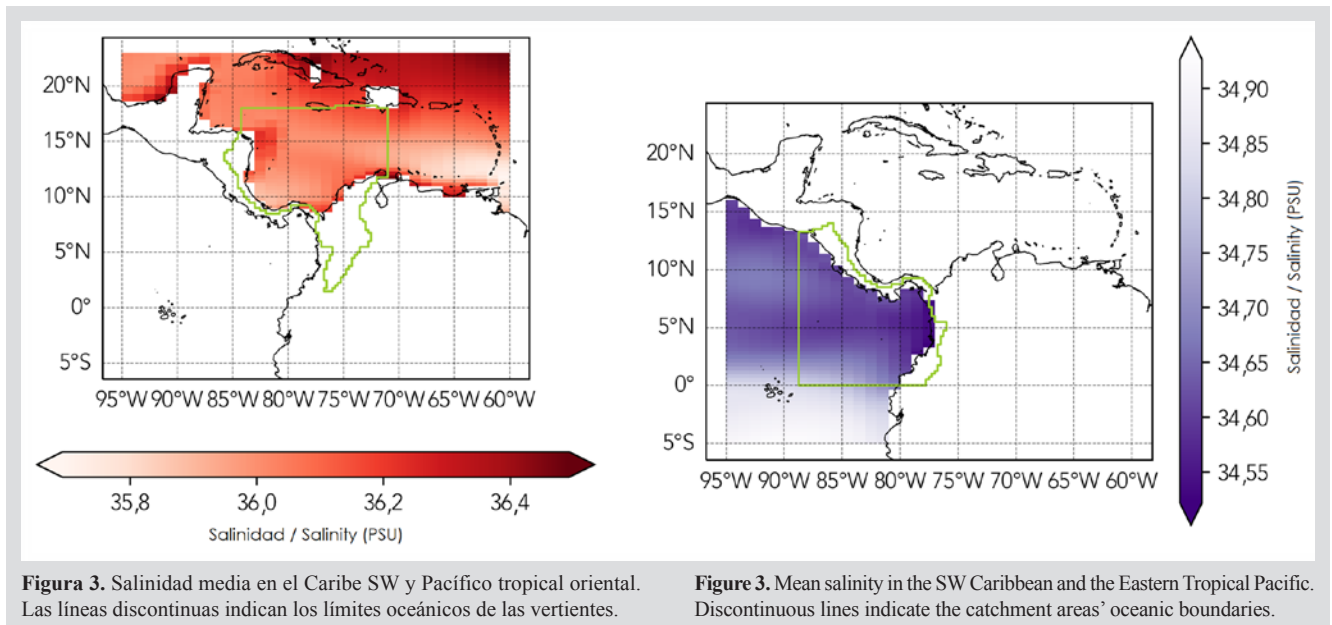 20°N
15°N
10°N
5°N
0°
5°S
95°W 90°W 85°W 80°W 75°W 70°W 65°W 60°W
35,8 36,0 36,2 36,4
Salinidad / Salinity (PSU)
20°N
15°N
10°N
5°N
0°
5°S
95°W 90°W 85°W 80°W 75°W 70°W 65°W 60°W
34,90
34,85
34,80
34,75
34,70
34,65
34,60
34,55
Salinidad / Salinity (PSU)
Figura 3. Salinidad media en el Caribe SW y Pacífico tropical oriental.
Las líneas discontinuas indican los límites oceánicos de las vertientes.
Figure 3. Mean salinity in the SW Caribbean and the Eastern Tropical Pacific.
Discontinuous lines indicate the catchment areas' oceanic boundaries.